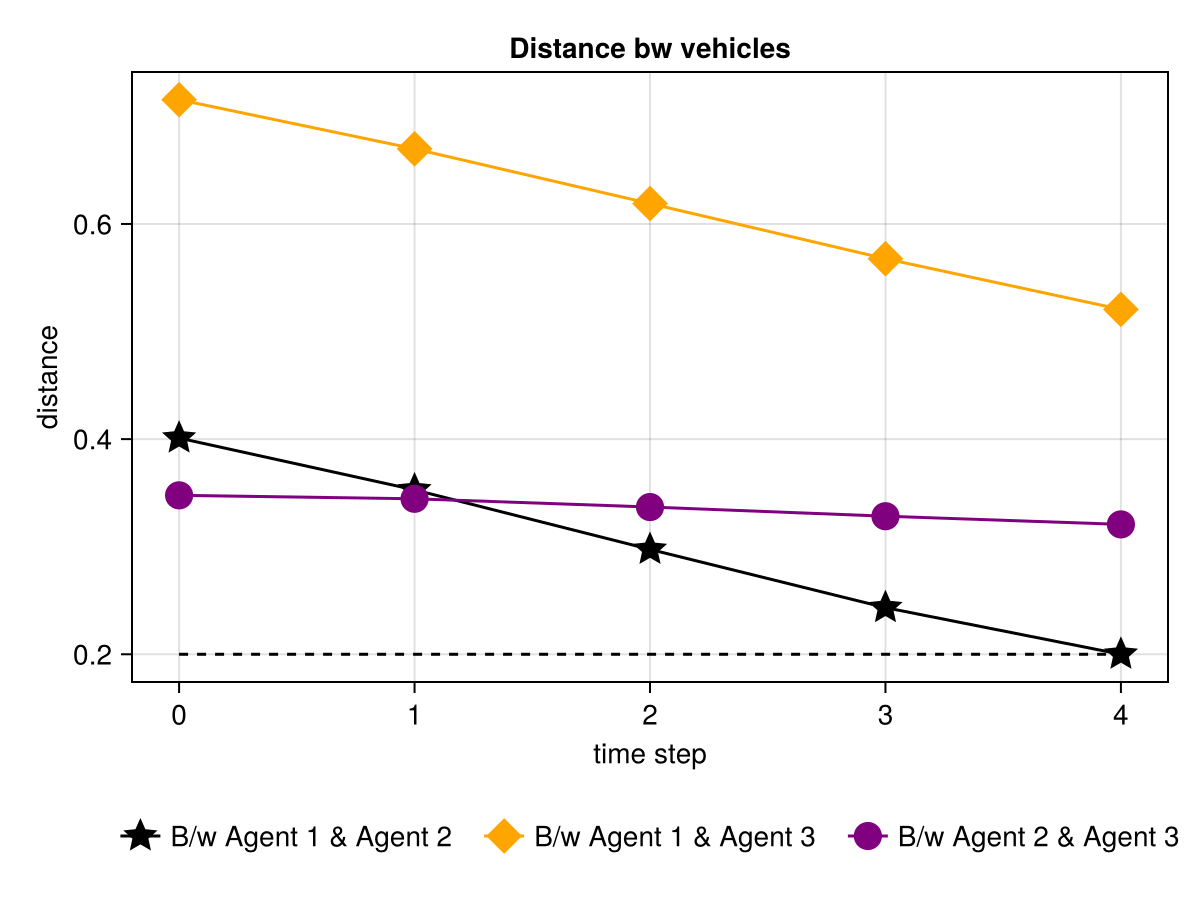 Distance bw vehicles
distance
0.6
0.4
0.2
0 1 2 3 4
time step
B/w Agent 1 & Agent 2 B/w Agent 1 & Agent 3 B/w Agent 2 & Agent 3